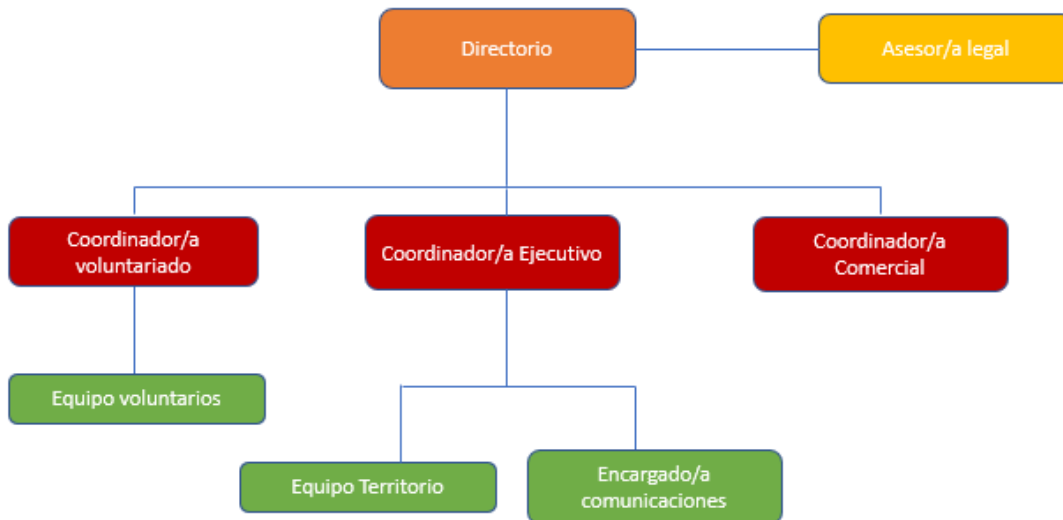 Directorio
Asesor/a legal
Coordinador/a
voluntariado
Coordinador/a Ejecutivo
Coordinador/a
Comercial
Equipo voluntarios
Equipo Territorio
Encargado/a
comunicaciones